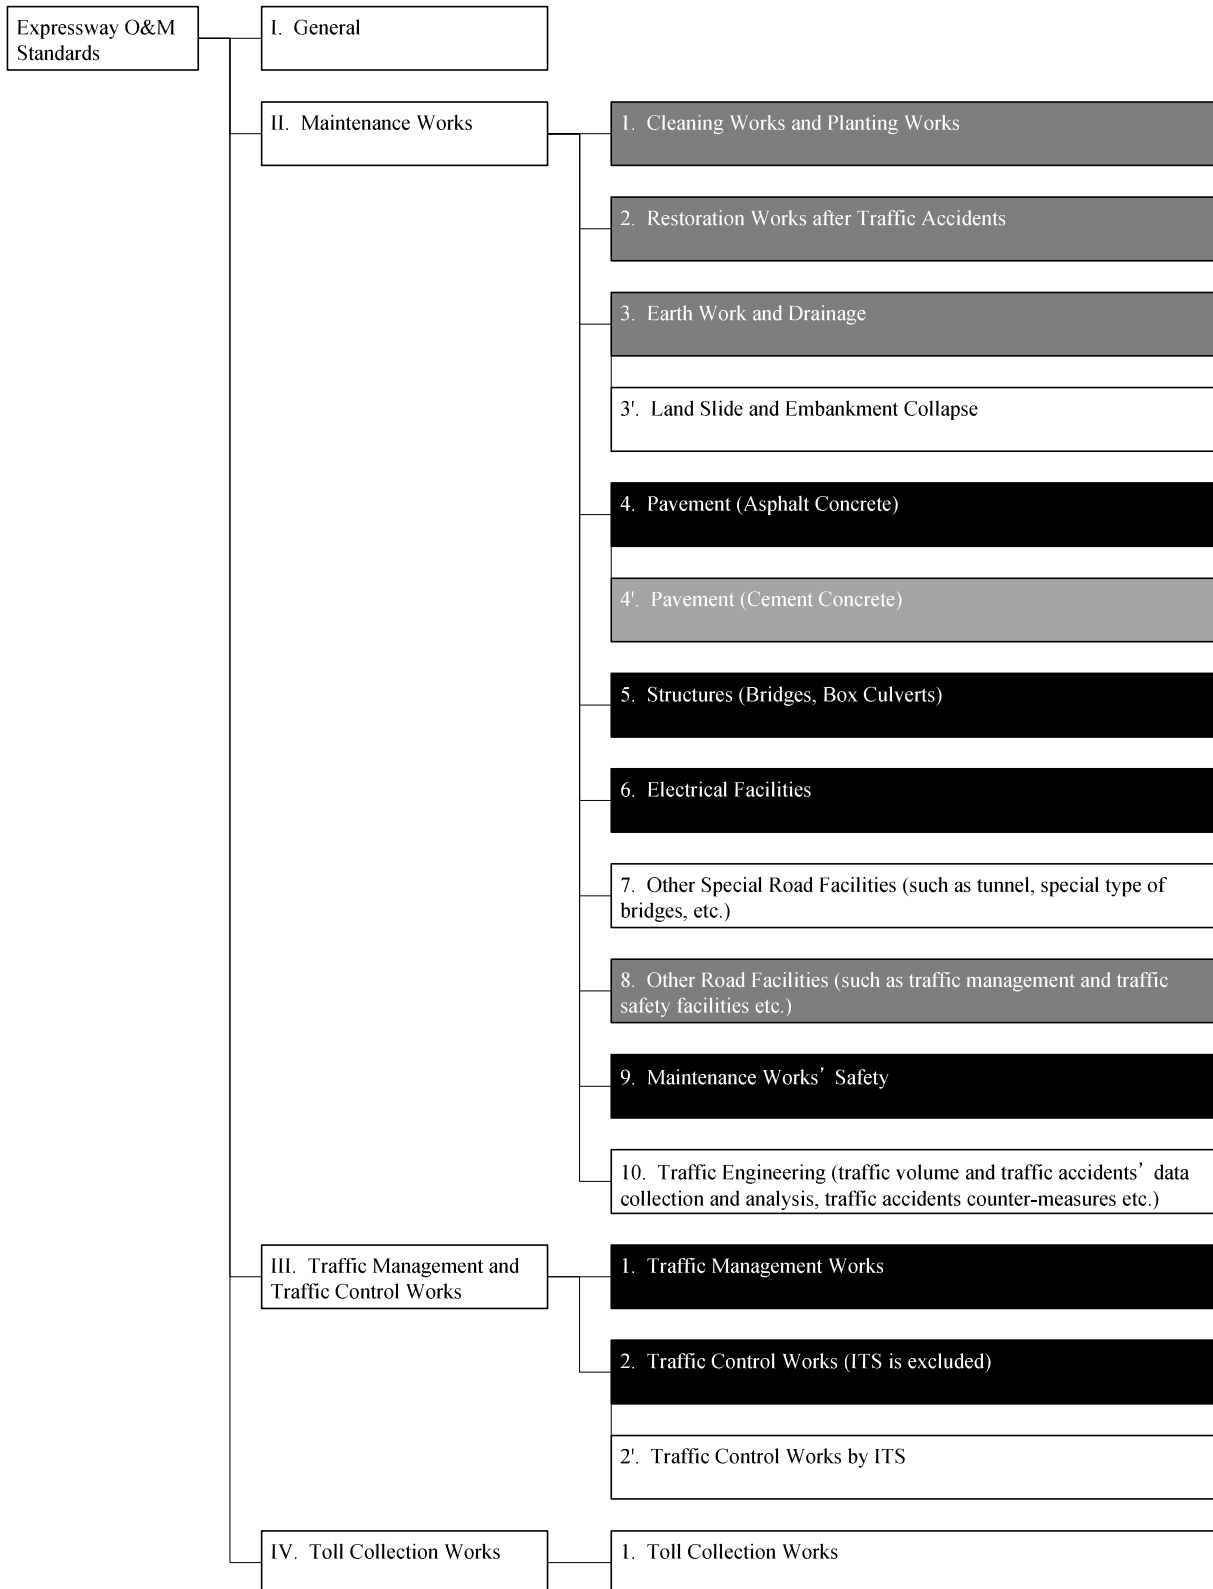 Expressway O&M
Standards
I.  General
II.  Maintenance Works
1.  Cleaning Works and Planting Works
2.  Restoration Works after Traffic Accidents
3.  Earth Work and Drainage
3'.  Land Slide and Embankment Collapse
4.  Pavement (Asphalt Concrete)
4'.  Pavement (Cement Concrete)
5.  Structures (Bridges, Box Culverts)
6.  Electrical Facilities
7.  Other Special Road Facilities (such as tunnel, special type of
bridges, etc.)
8.  Other Road Facilities (such as traffic management and traffic
safety facilities etc.)
9.  Maintenance Works’ Safety
10.  Traffic Engineering (traffic volume and traffic accidents’ data
collection and analysis, traffic accidents counter-measures etc.)
III.  Traffic Management and
Traffic Control Works
1.  Traffic Management Works
2.  Traffic Control Works (ITS is excluded)
2'.  Traffic Control Works by ITS
IV.  Toll Collection Works
1.  Toll Collection Works